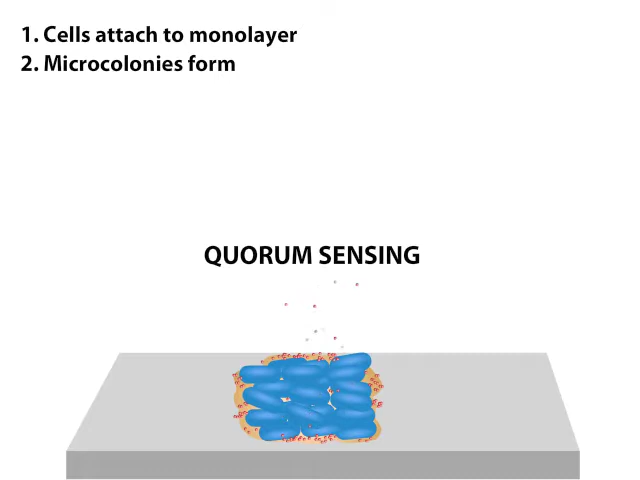 1. Cells attach to monolayer
2. Microcolonies form
QUORUM SENSING